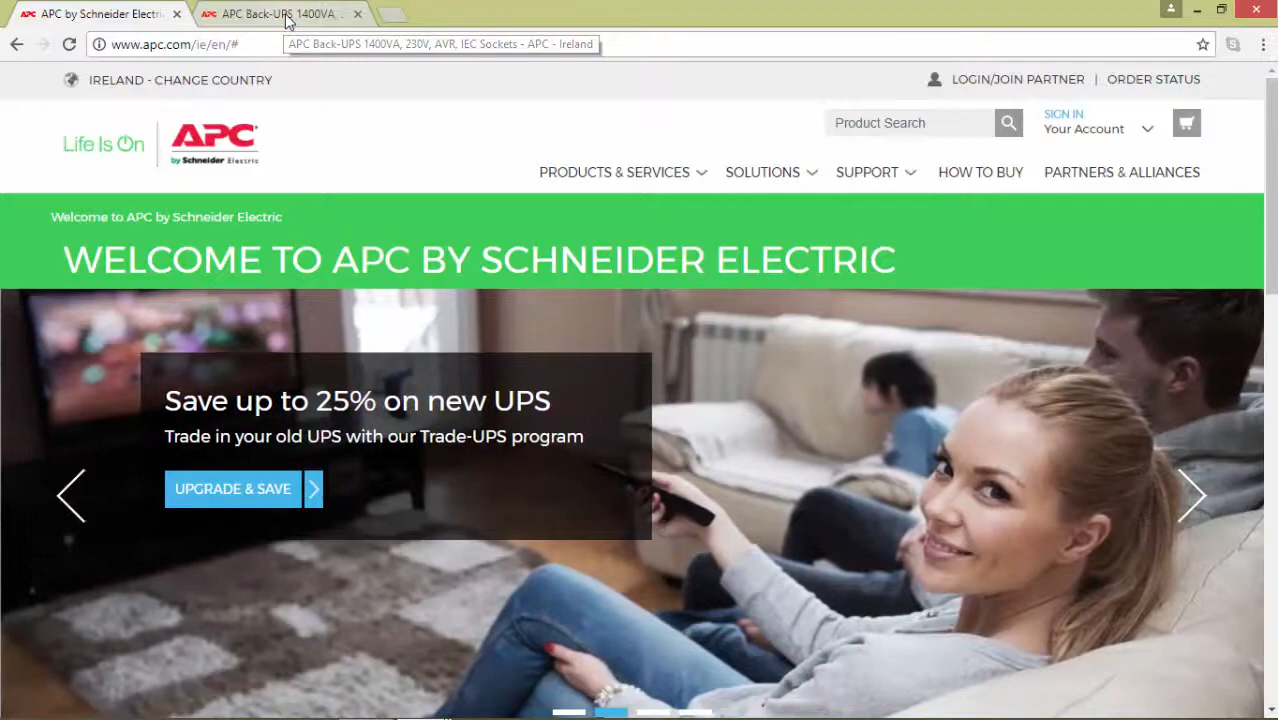 APC by Schneider Electri
APC Back-UPS 1400VA,
www.apc.com/ie/en/#
APC Back-UPS 1400VA, 230V, AVR, IEC Sockets - APC - Ireland
IRELAND - CHANGE COUNTRY
LOGIN/JOIN PARTNER | ORDER STATUS
Life Is On
APC
by Schneider Electric
Product Search
SIGN IN
Your Account
PRODUCTS & SERVICES
SOLUTIONS
SUPPORT
HOW TO BUY
PARTNERS & ALLIANCES
Welcome to APC by Schneider Electric
WELCOME TO APC BY SCHNEIDER ELECTRIC
Save up to 25% on new UPS
Trade in your old UPS with our Trade-UPS program
UPGRADE & SAVE